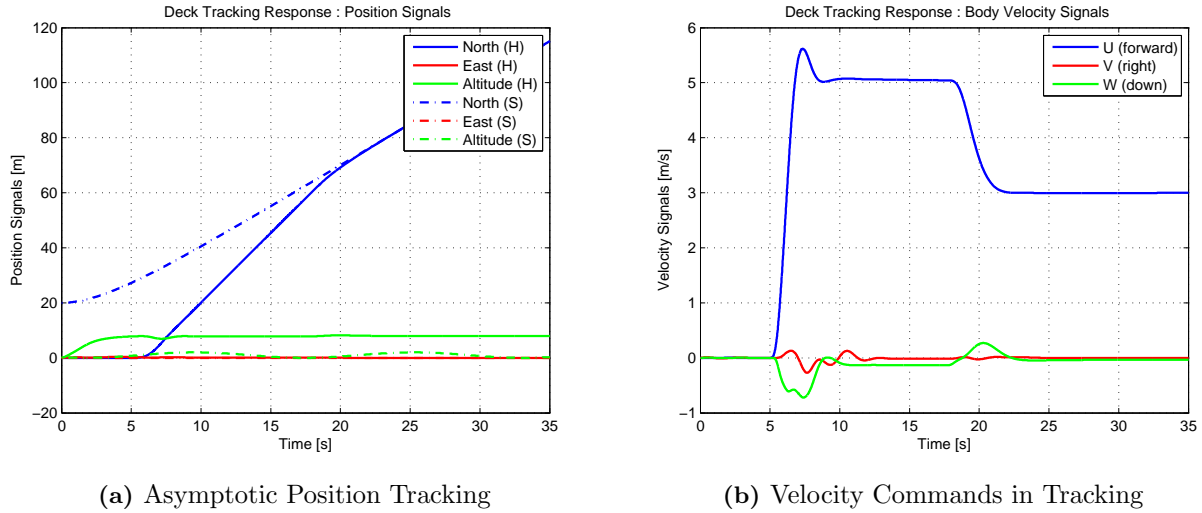 Deck Tracking Response : Position Signals
120
100
80
60
40
20
0
−20
0 5 10 15 20 25 30 35
Position Signals [m]
Time [s]
North (H)
East (H)
Altitude (H)
North (S)
East (S)
Altitude (S)
(a) Asymptotic Position Tracking
Deck Tracking Response : Body Velocity Signals
6
5
4
3
2
1
0
−1
0 5 10 15 20 25 30 35
Velocity Signals [m/s]
Time [s]
U (forward)
V (right)
W (down)
(b) Velocity Commands in Tracking